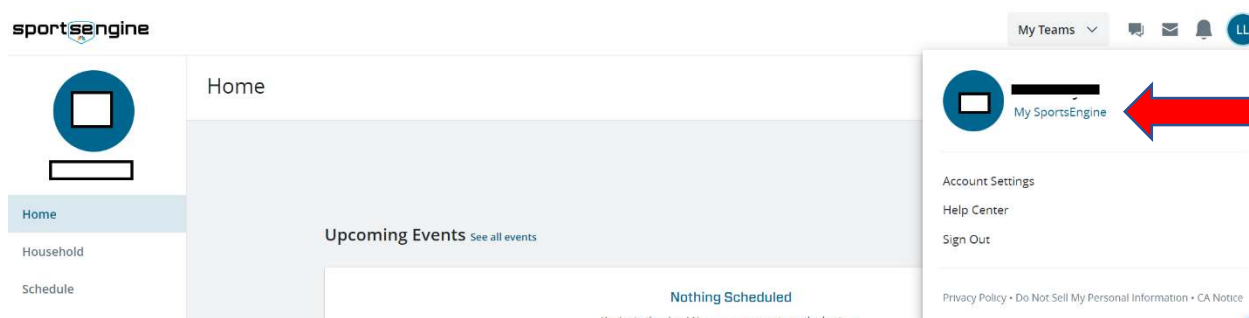 sportsengine
My Teams
LL
Home
My SportsEngine
Account Settings
Help Center
Sign Out
Home
Household
Schedule
Upcoming Events See all events
Nothing Scheduled
Privacy Policy • Do Not Sell My Personal Information • CA Notice